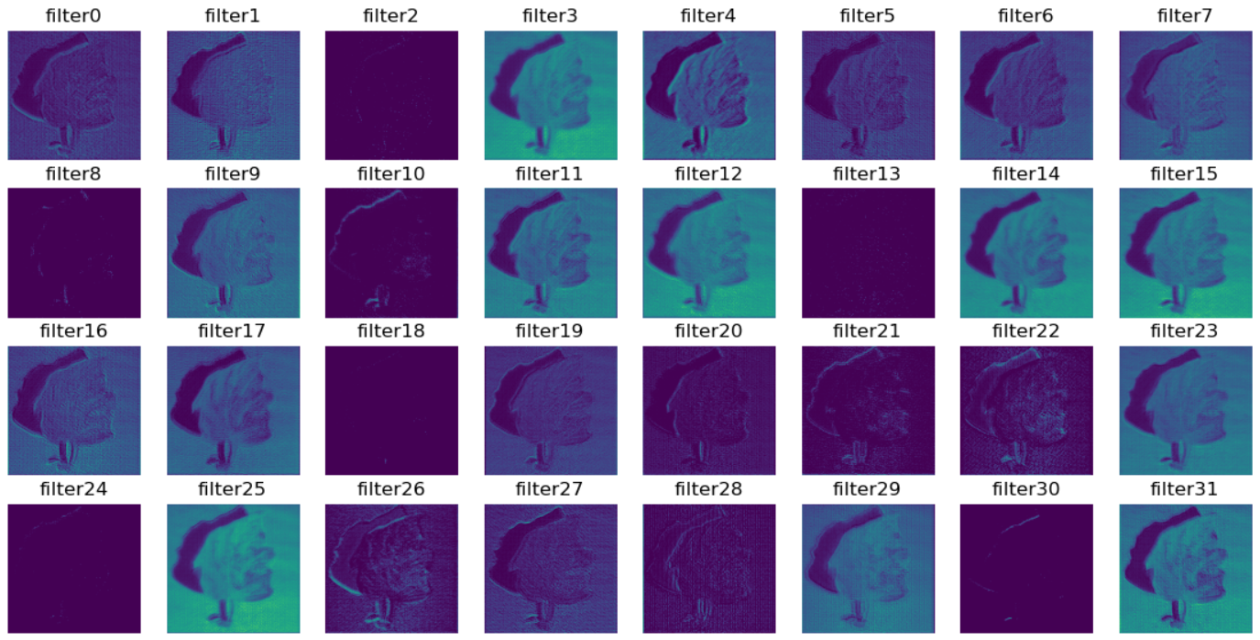 filter0 filter1 filter2 filter3 filter4 filter5 filter6 filter7
filter8 filter9 filter10 filter11 filter12 filter13 filter14 filter15
filter16 filter17 filter18 filter19 filter20 filter21 filter22 filter23
filter24 filter25 filter26 filter27 filter28 filter29 filter30 filter31